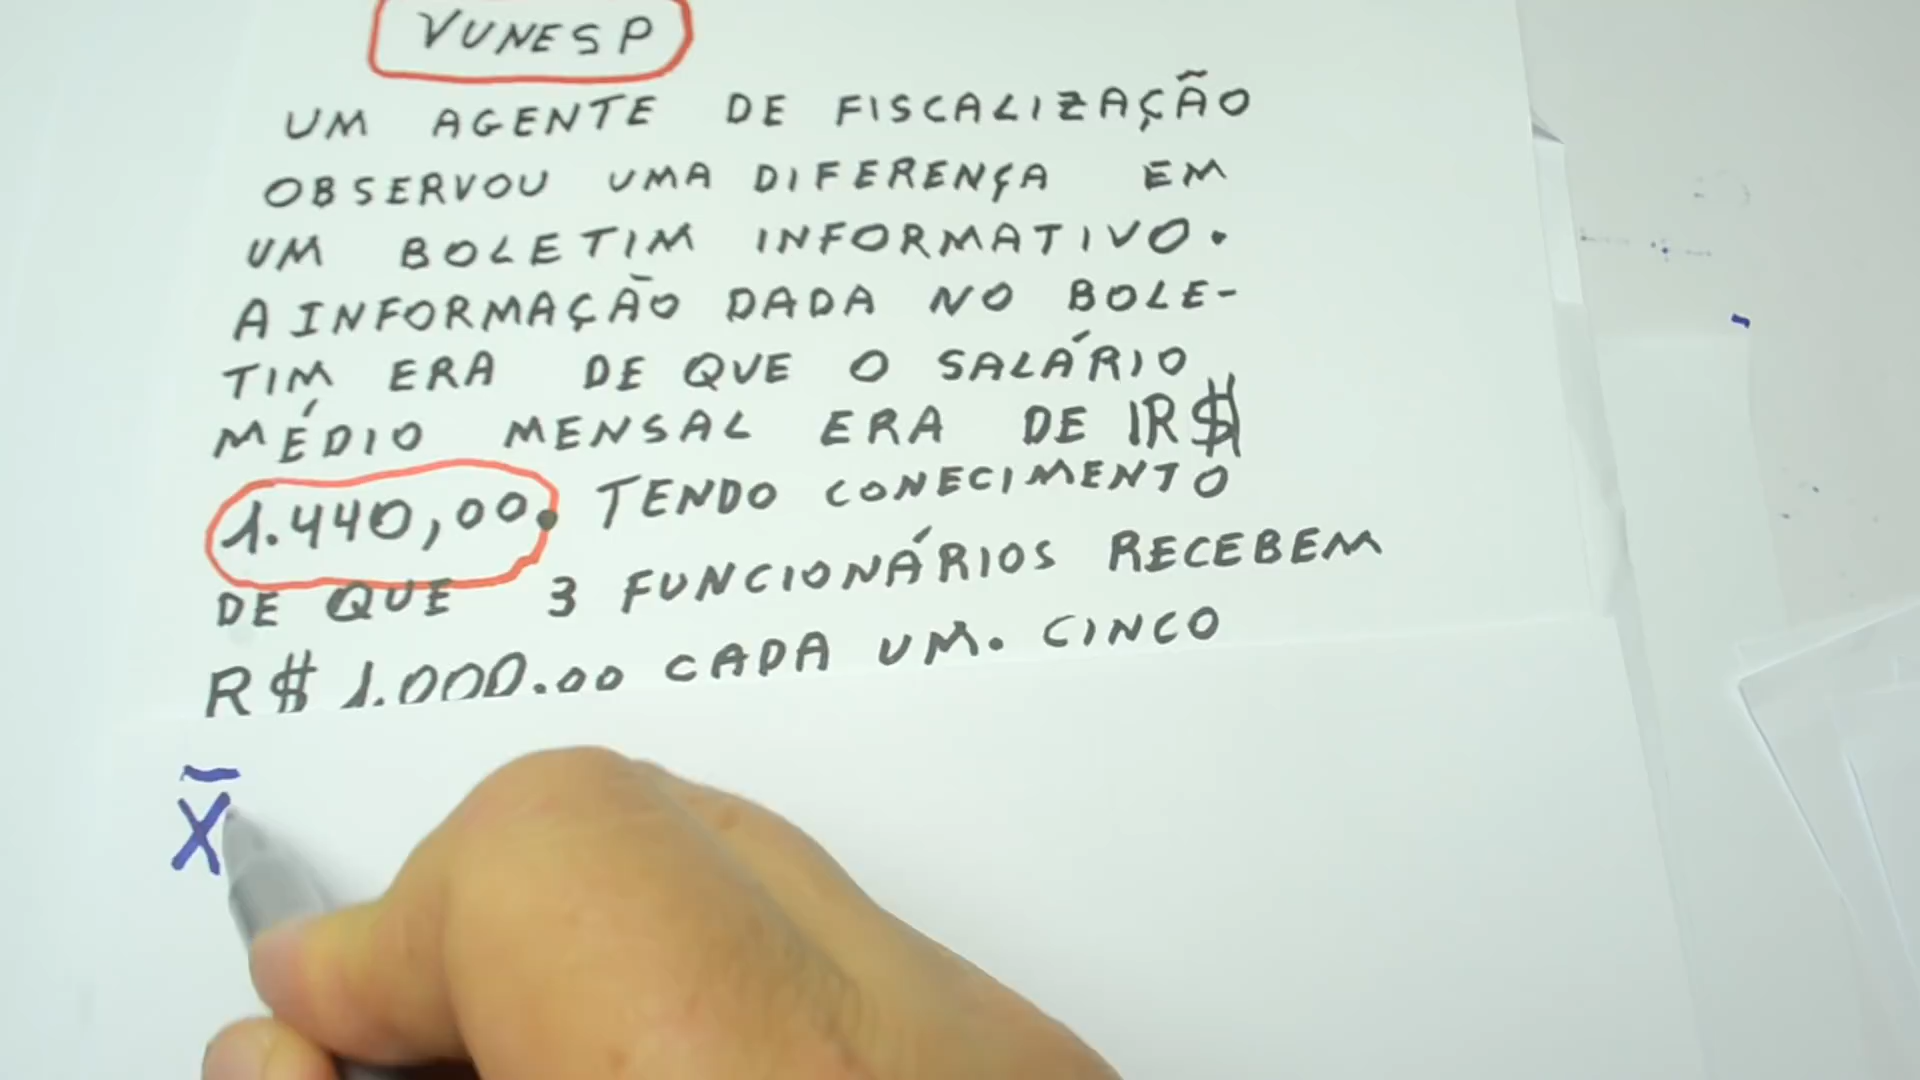 VUNESP
UM AGENTE DE FISCALIZAÇÃO
OBSERVOU UMA DIFERENÇA EM
UM BOLETIM INFORMATIVO.
A INFORMAÇÃO DADA NO BOLE-
TIM ERA DE QUE O SALÁRIO
MÉDIO MENSAL ERA DE R$
1.440,00. TENDO CONECIMENTO
DE QUE 3 FUNCIONÁRIOS RECEBEM
R$ 1.000.00 CADA UM. CINCO
X̄